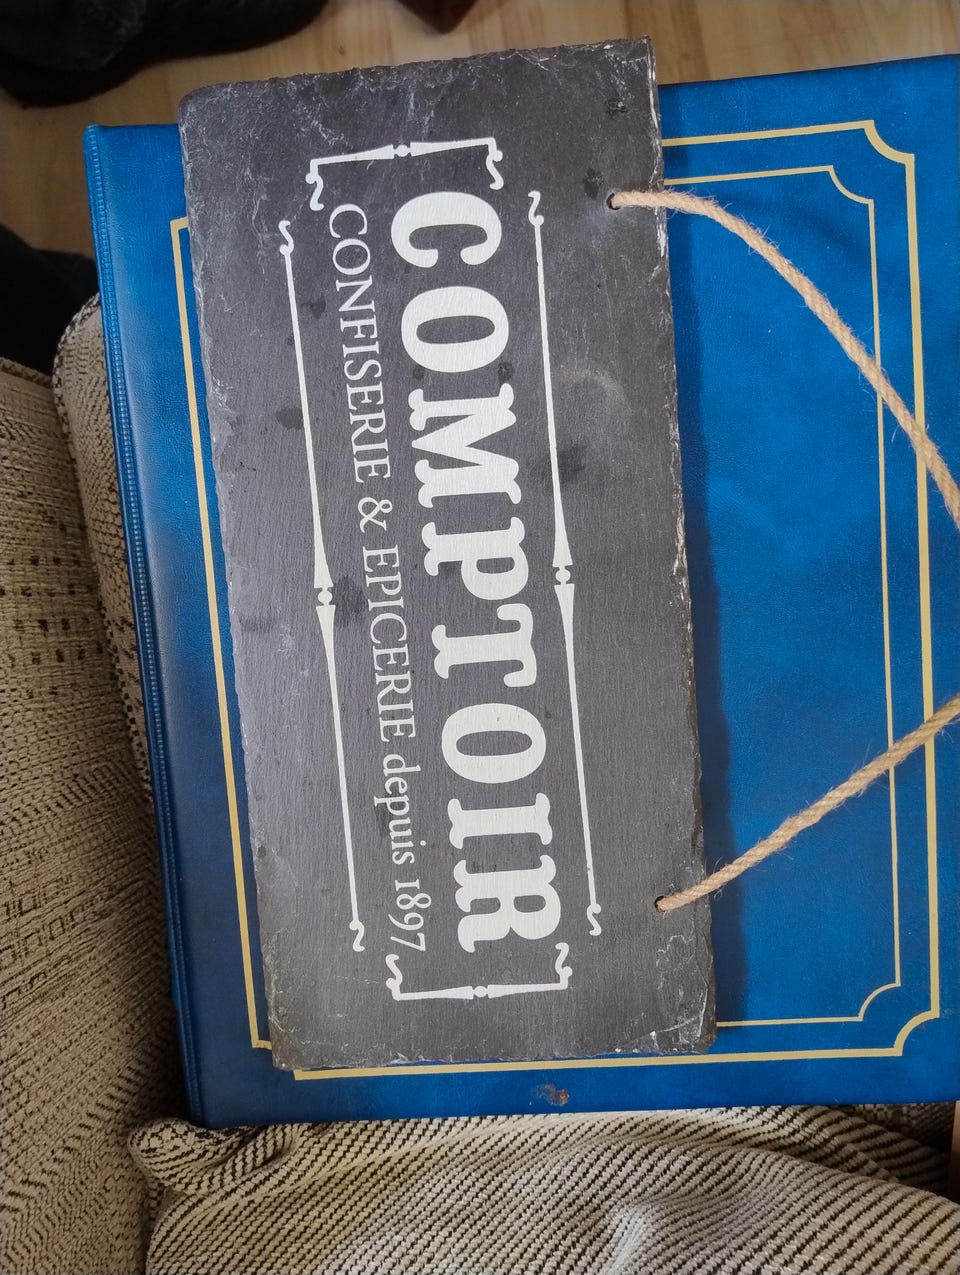 COMPTOIR
CONFISERIE & EPICERIE depuis 1897